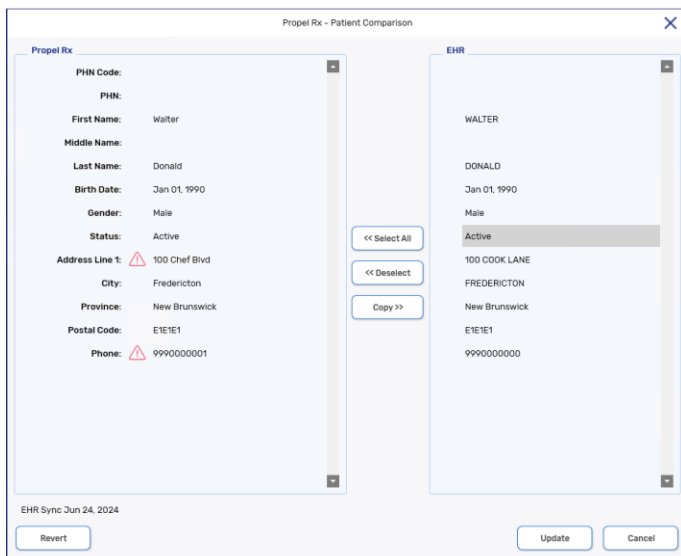 Propel Rx - Patient Comparison
Propel Rx
EHR
PHN Code:
PHN:
First Name: Walter WALTER
Middle Name:
Last Name: Donald DONALD
Birth Date: Jan 01, 1990 Jan 01, 1990
Gender: Male Male
Status: Active << Select All Active
Address Line 1: 100 Chef Blvd 100 COOK LANE
<< Deselect
City: Fredericton FREDERICTON
Province: New Brunswick Copy >> New Brunswick
Postal Code: E1E1E1 E1E1E1
Phone: 9990000001 9990000000
EHR Sync Jun 24, 2024
Revert Update Cancel